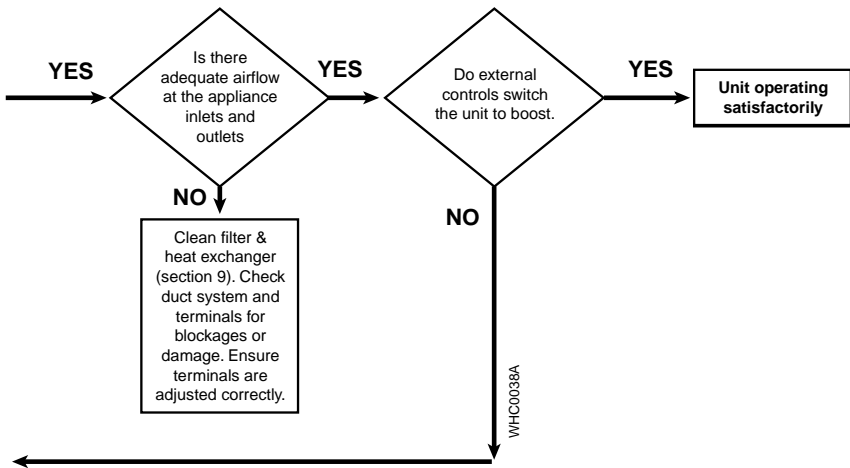 YES
Is there
adequate airflow
at the appliance
inlets and
outlets
YES
Do external
controls switch
the unit to boost.
YES
Unit operating
satisfactorily
NO
Clean filter &
heat exchanger
(section 9). Check
duct system and
terminals for
blockages or
damage. Ensure
terminals are
adjusted correctly.
NO
WHC0038A